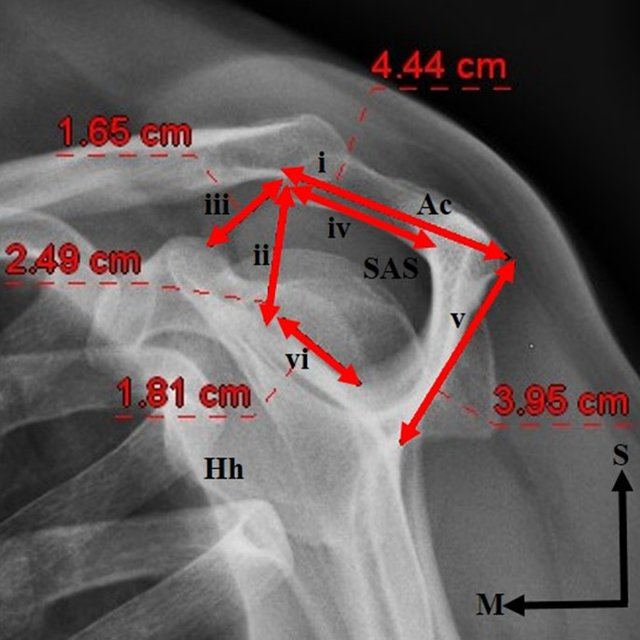 4.44 cm
1.65 cm
i
iii
Ac
iv
ii
2.49 cm
SAS
v
vi
1.81 cm
3.95 cm
Hh
S
M